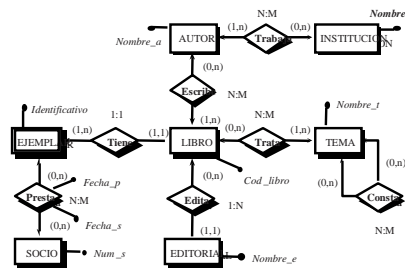 N:M
Nombre
Nombre_a
AUTOR
(1,n)
Trabaja
(0,n)
INSTITUCION
(0,n)
Escribe
N:M
Identificativo
1:1
(1,n)
N:M
Nombre_t
EJEMPLAR
(1,n)
Tiene
(1,1)
LIBRO
(0,n)
Trata
(1,n)
TEMA
(0,n)
(0,n)
Cod_libro
(0,n)
(0,n)
Fecha_p
Presta
N:M
Edita
1:N
Consta
Fecha_s
(0,n)
(1,1)
N:M
SOCIO
Num_s
EDITORIAL
Nombre_e